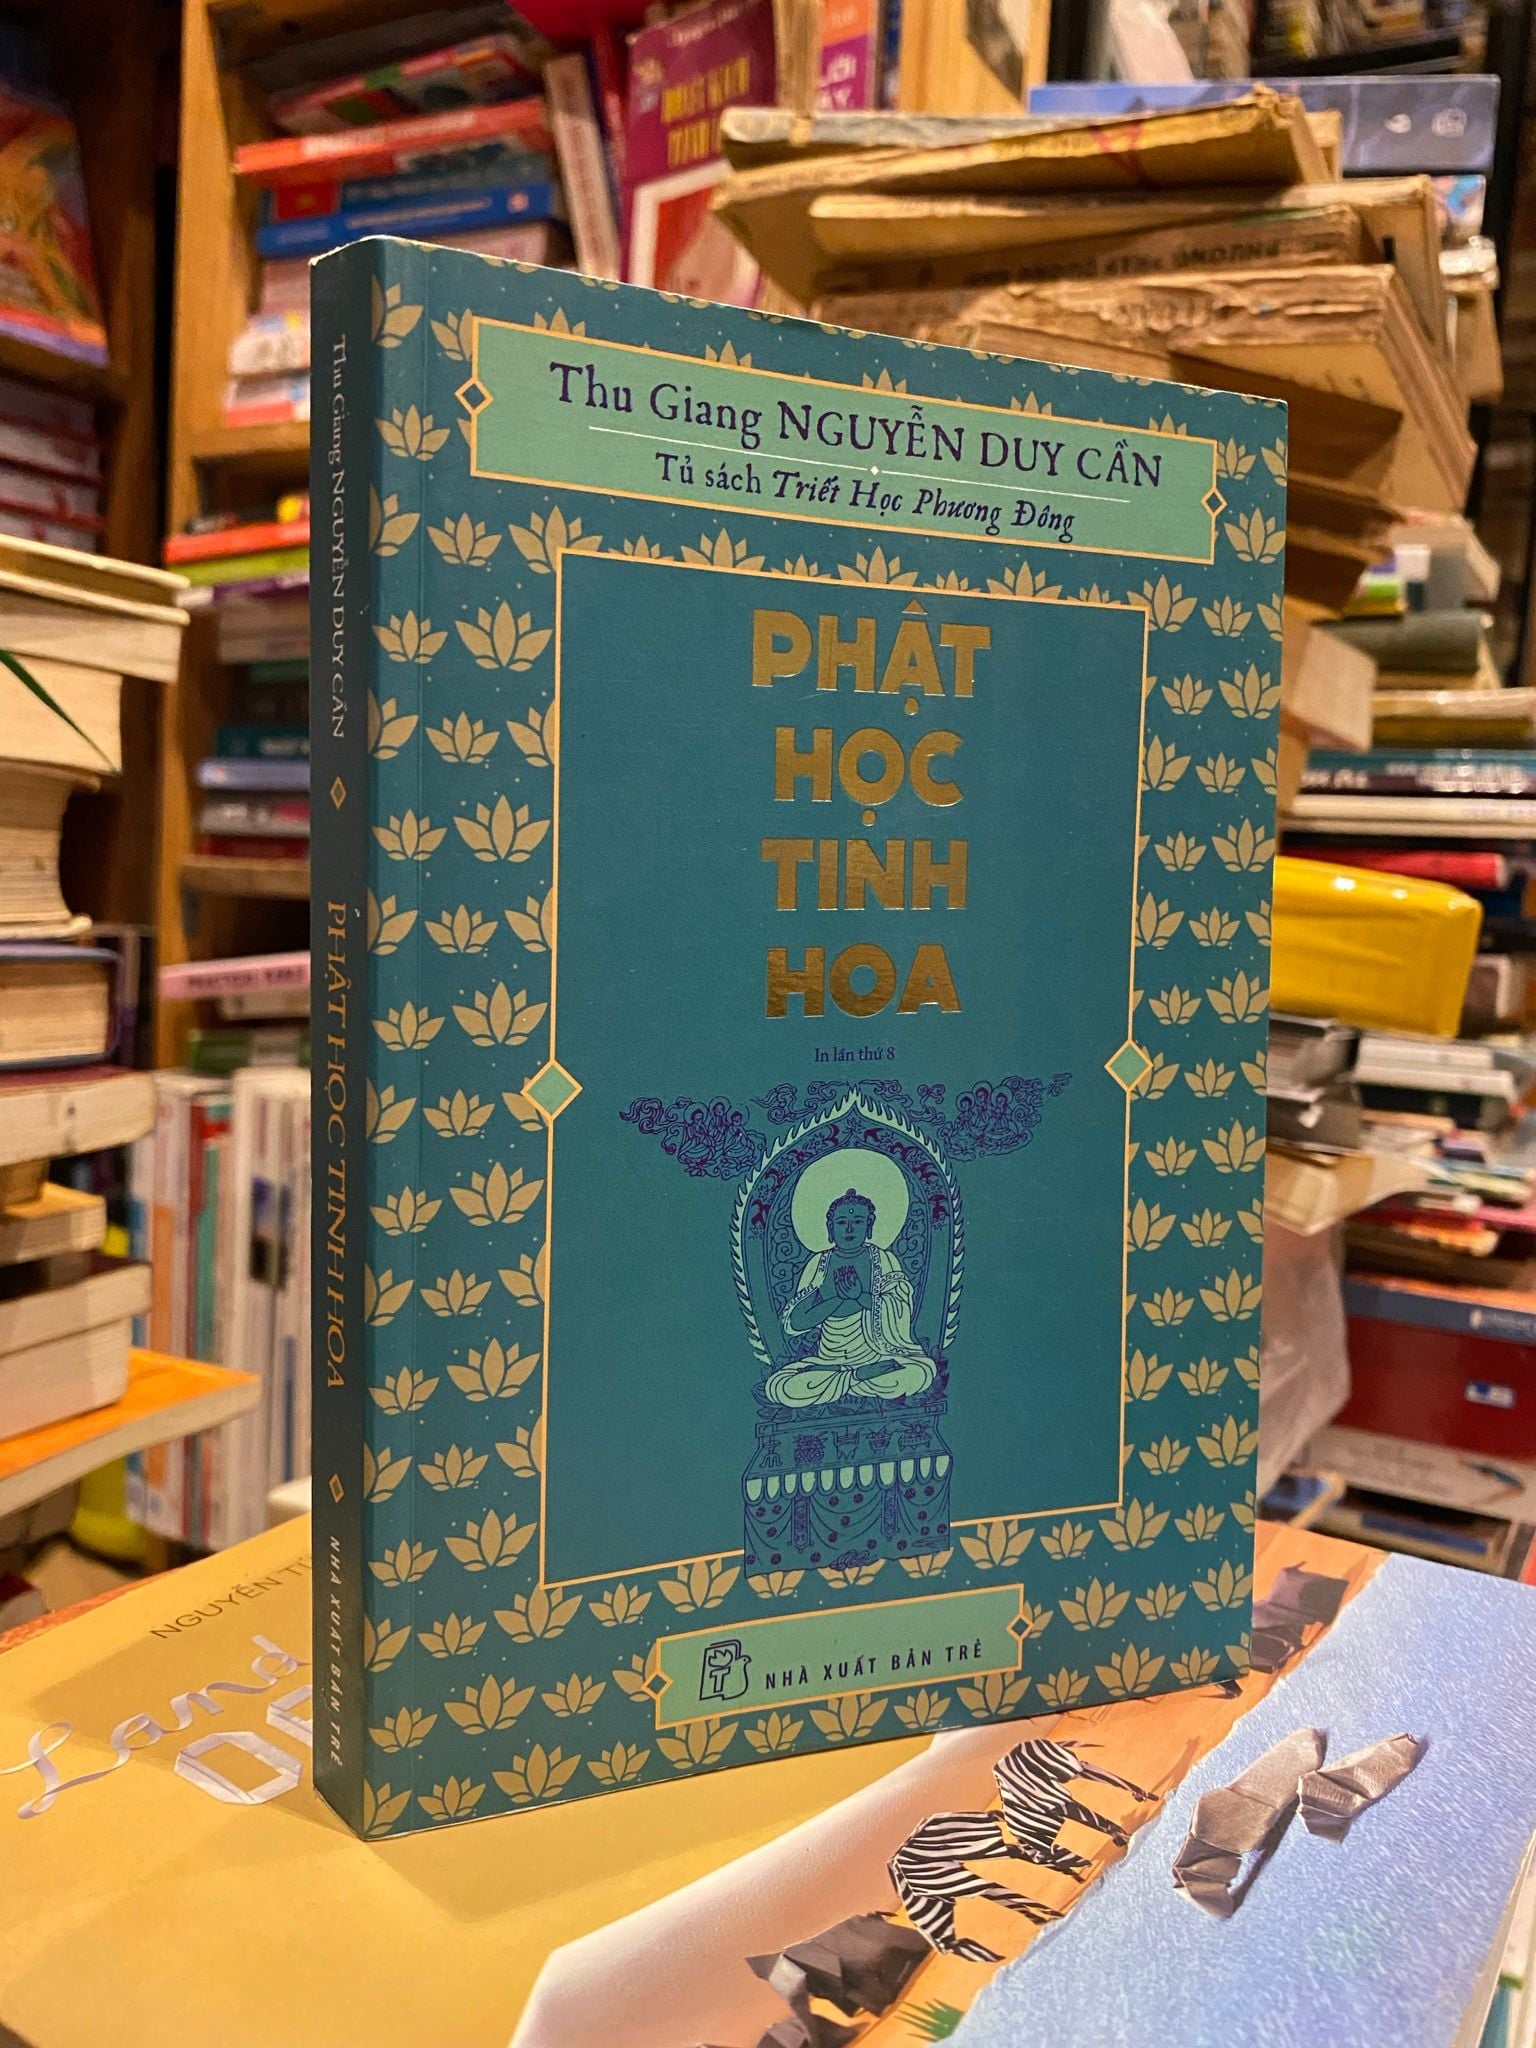 Thu Giang NGUYỄN DUY CẦN
Tủ sách Triết Học Phương Đông
PHẬT
HỌC
TINH
HOA
In lần thứ 8
NHÀ XUẤT BẢN TRẺ
Thu Giang NGUYỄN DUY CẦN
PHẬT HỌC TINH HOA
NHÀ XUẤT BẢN TRẺ
Land